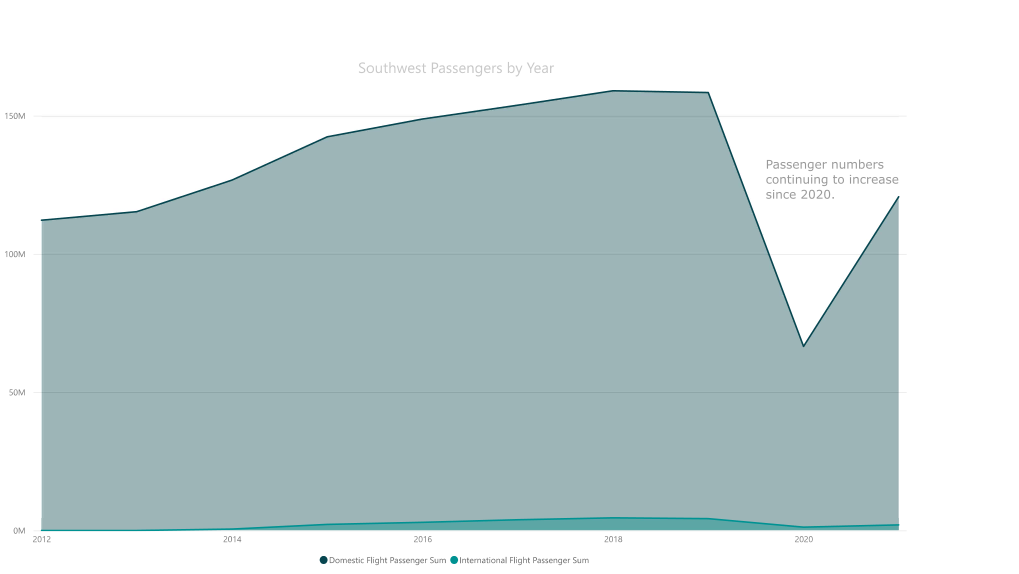 Southwest Passengers by Year
150M
Passenger numbers
continuing to increase
since 2020.
100M
50M
0M
2012 2014 2016 2018 2020
Domestic Flight Passenger Sum International Flight Passenger Sum